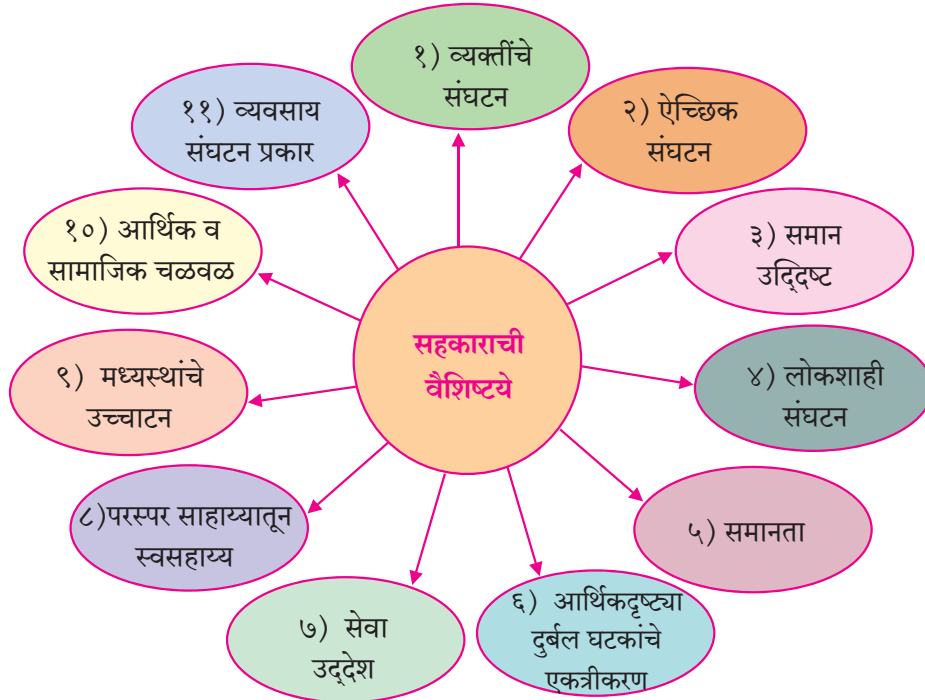 सहकाराची
वैशिष्टये
१) व्यक्तींचे
संघटन
२) ऐच्छिक
संघटन
३) समान
उद्‌दिष्ट
४) लोकशाही
संघटन
५) समानता
६) आर्थिकदृष्ट्या
दुर्बल घटकांचे
एकत्रीकरण
७) सेवा
उद्‌देश
८)परस्पर साहाय्यातून
स्वसहाय्य
९) मध्यस्थांचे
उच्चाटन
१०) आर्थिक व
सामाजिक चळवळ
११) व्यवसाय
संघटन प्रकार